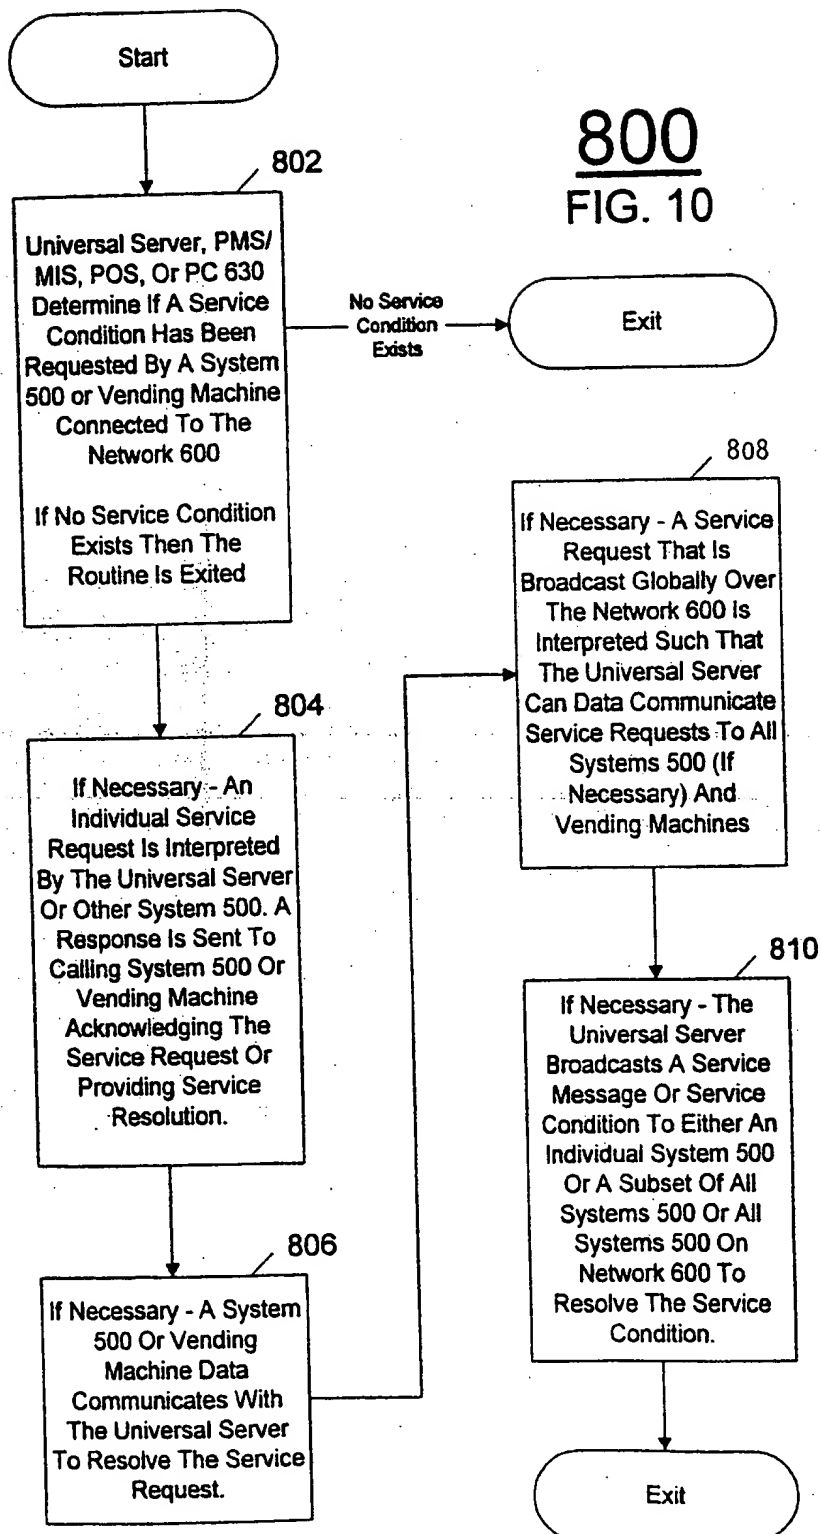 Start
800
FIG. 10
802
Universal Server, PMS/
MIS, POS, Or PC 630
Determine If A Service
Condition Has Been
Requested By A System
500 or Vending Machine
Connected To The
Network 600
If No Service Condition
Exists Then The
Routine Is Exited
No Service
Condition
Exists
Exit
804
If Necessary - An
Individual Service
Request Is Interpreted
By The Universal Server
Or Other System 500. A
Response Is Sent To
Calling System 500 Or
Vending Machine
Acknowledging The
Service Request Or
Providing Service
Resolution.
806
If Necessary - A System
500 Or Vending
Machine Data
Communicates With
The Universal Server
To Resolve The Service
Request.
808
If Necessary - A Service
Request That Is
Broadcast Globally Over
The Network 600 Is
Interpreted Such That
The Universal Server
Can Data Communicate
Service Requests To All
Systems 500 (If
Necessary) And
Vending Machines
810
If Necessary - The
Universal Server
Broadcasts A Service
Message Or Service
Condition To Either An
Individual System 500
Or A Subset Of All
Systems 500 Or All
Systems 500 On
Network 600 To
Resolve The Service
Condition.
Exit